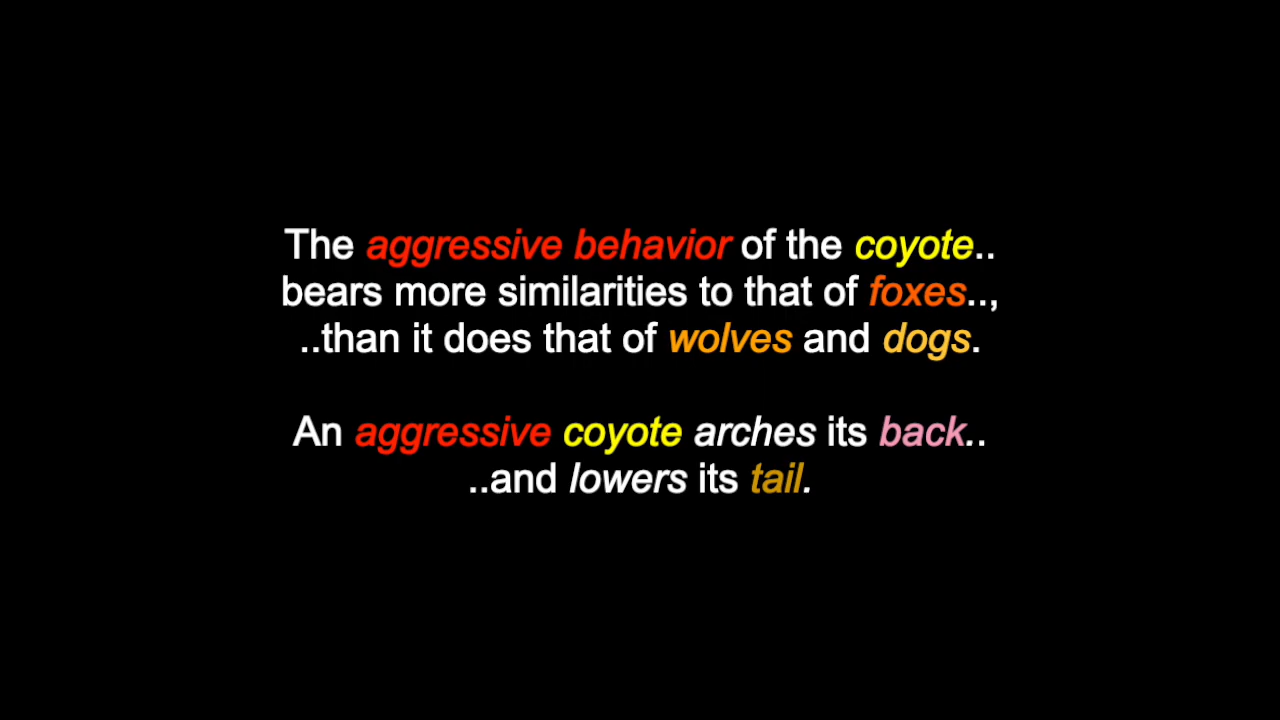 The aggressive behavior of the coyote..
bears more similarities to that of foxes..,
..than it does that of wolves and dogs.
An aggressive coyote arches its back..
..and lowers its tail.